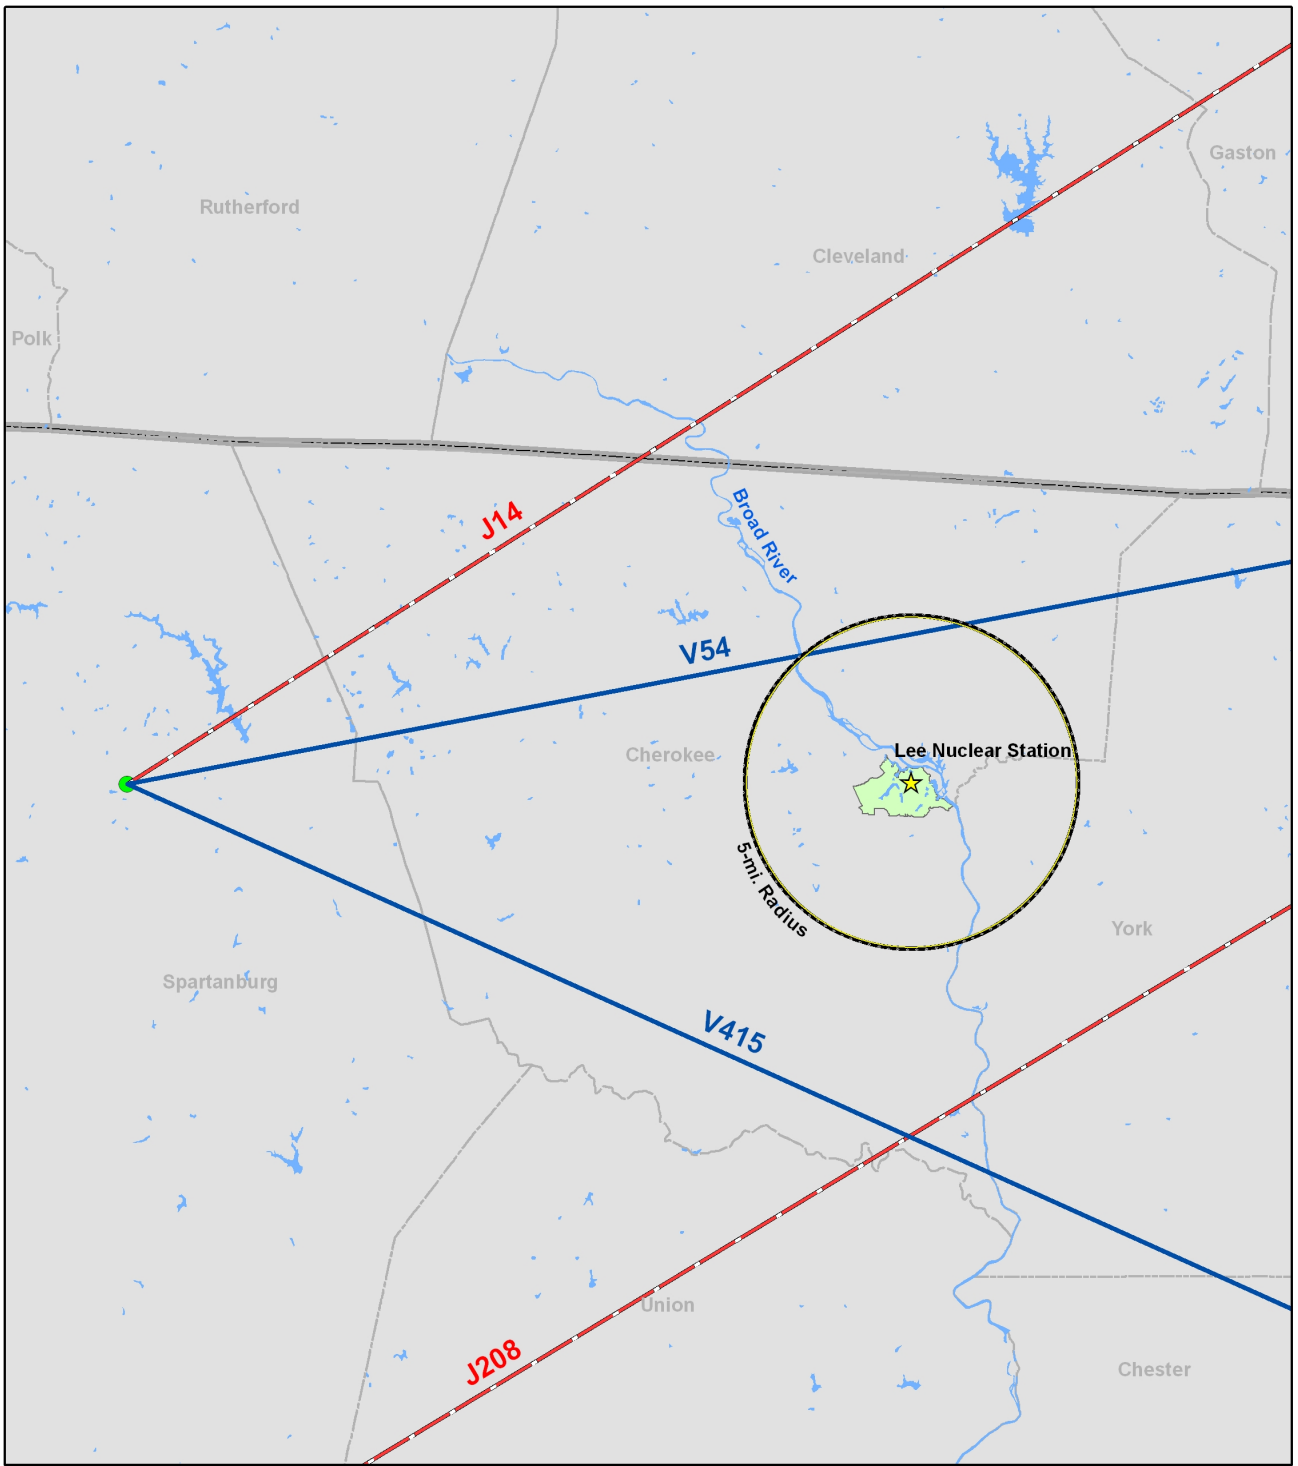 Gaston
Rutherford
Cleveland
Polk
J14
Broad River
V54
Lee Nuclear Station
Cherokee
5-mi. Radius
York
Spartanburg
V415
Union
J208
Chester